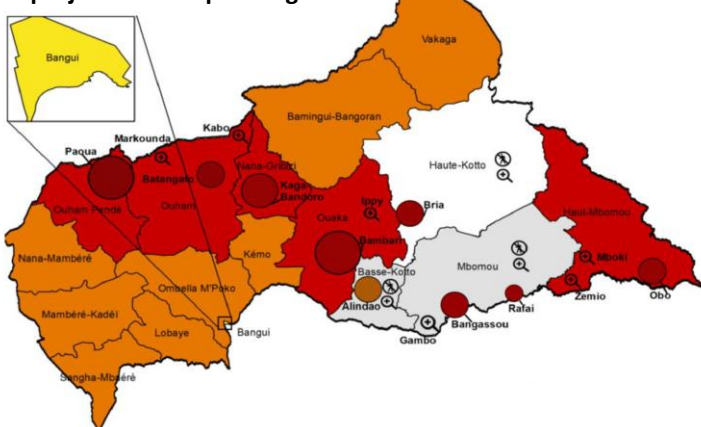 Bangui
Vakaga
Bamingui-Bangoran
Kabo
Markounda
Paoua
Haute-Kotto
Nana-Gribizi
Batangafo
Kaga
Bandoro
Ouham Pendé
Ouham
Ippy
Bria
Ouaka
Haut-Mbomou
Bambari
Kémo
Nana-Mambéré
Basse-Kotto
Mbomou
Mboki
Ombella M'Poko
Alindao
Zemio
Obo
Rafai
Mambéré-Kadéï
Lobaye
Bangui
Gambo
Bangassou
Sangha-Mbaéré